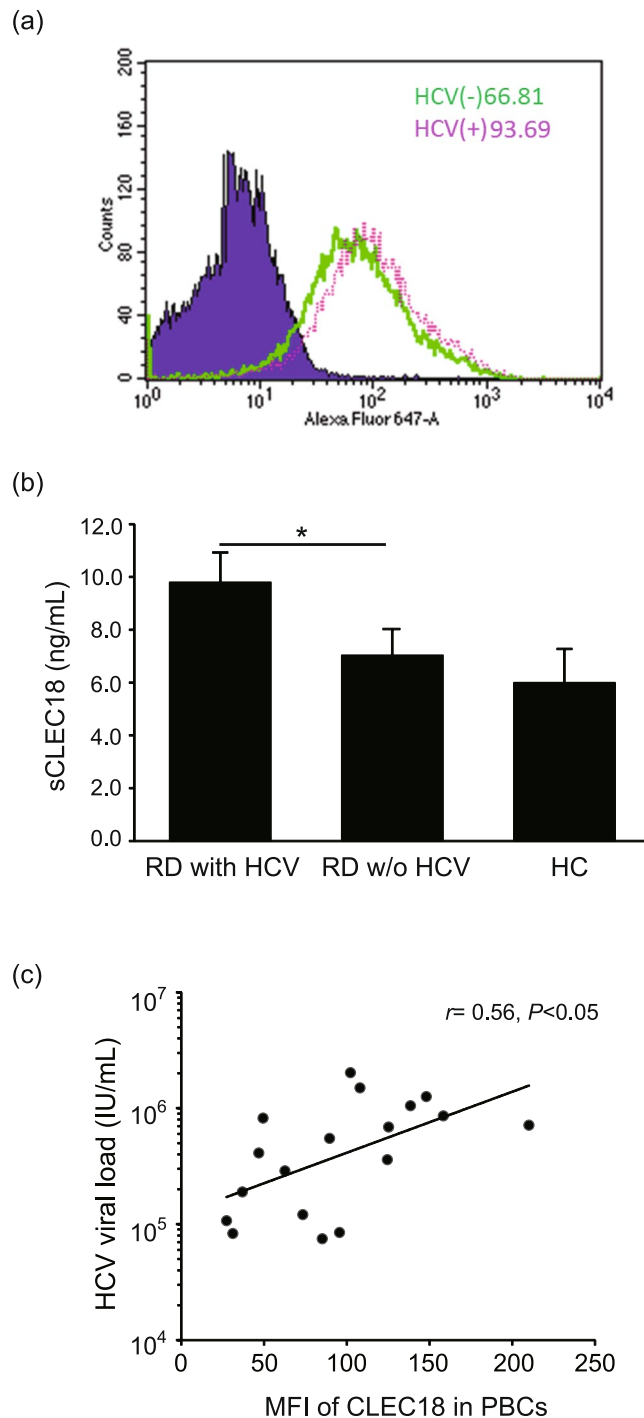 (a)
200
160
120
80
40
0
Counts
HCV(-)66.81
HCV(+)93.69
10^0 10^1 10^2 10^3 10^4
Alexa Fluor 647-A
(b)
12.0
10.0
8.0
6.0
4.0
2.0
0.0
sCLEC18 (ng/mL)
*
RD with HCV RD w/o HCV HC
(c)
10^7
10^6
10^5
10^4
HCV viral load (IU/mL)
r= 0.56, P<0.05
0 50 100 150 200 250
MFI of CLEC18 in PBCs